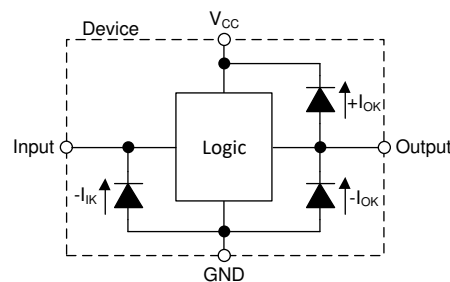 Device
VCC
+IOK
Input
Logic
Output
-IIK
-IOK
GND